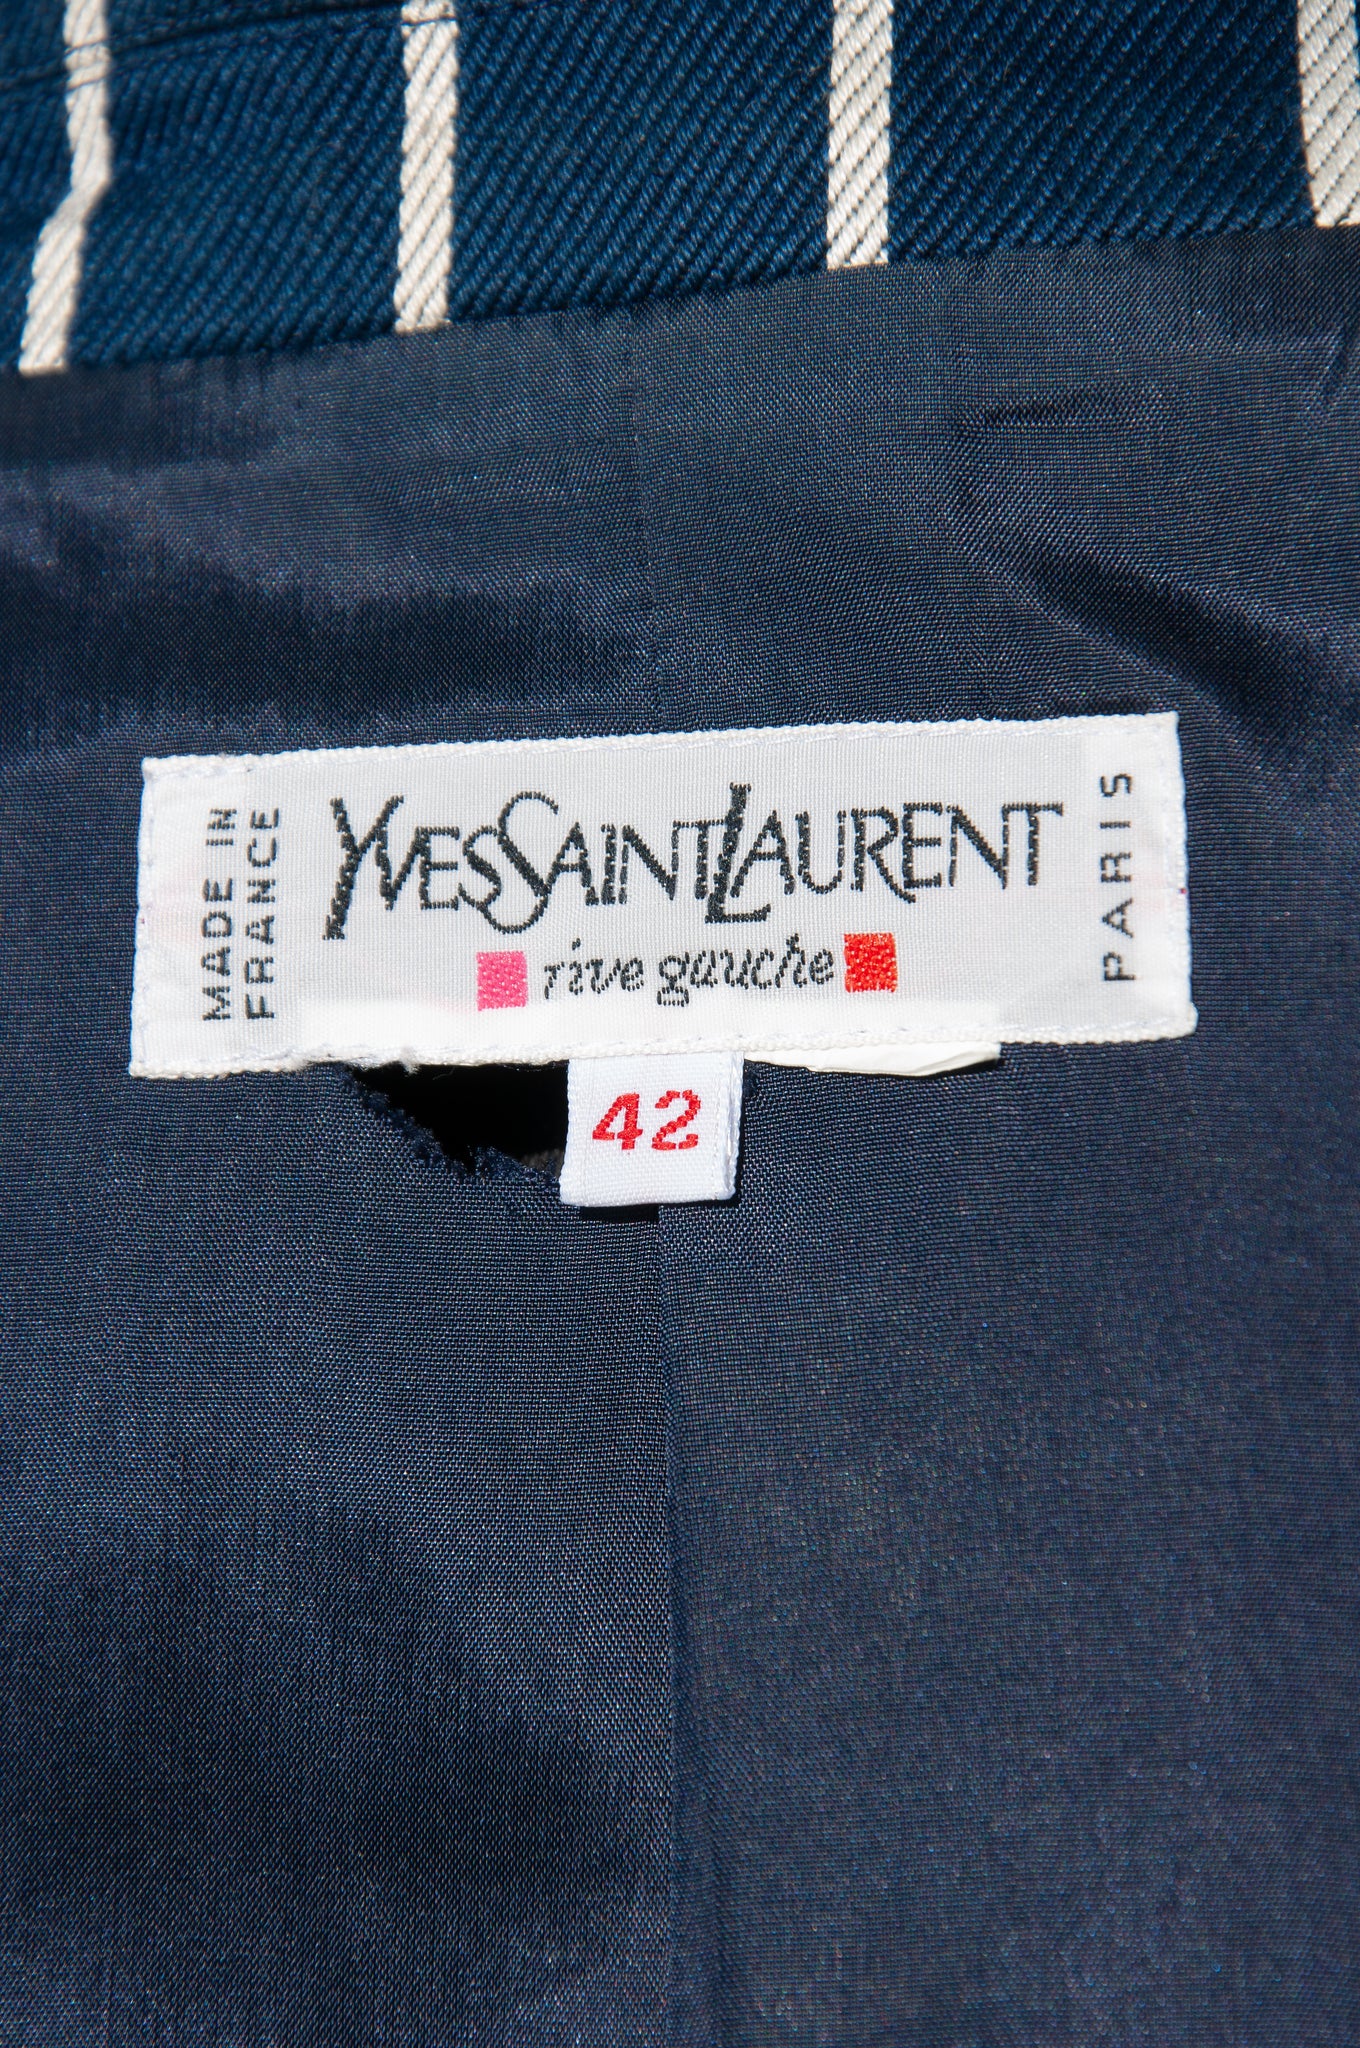 MADE IN
FRANCE
YVESSAINTLAURENT
rive gauche
PARIS
42